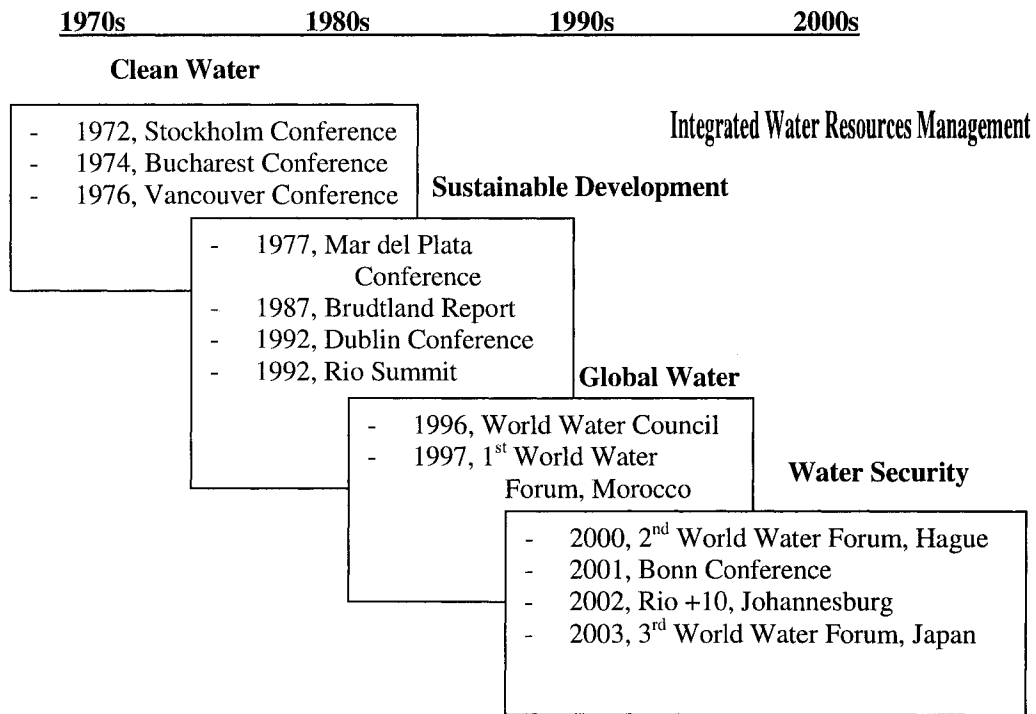 1970s 1980s 1990s 2000s
Clean Water
- 1972, Stockholm Conference
- 1974, Bucharest Conference
- 1976, Vancouver Conference
Integrated Water Resources Management
Sustainable Development
- 1977, Mar del Plata
Conference
- 1987, Brudtland Report
- 1992, Dublin Conference
- 1992, Rio Summit
Global Water
- 1996, World Water Council
- 1997, 1st World Water
Forum, Morocco
Water Security
- 2000, 2nd World Water Forum, Hague
- 2001, Bonn Conference
- 2002, Rio +10, Johannesburg
- 2003, 3rd World Water Forum, Japan